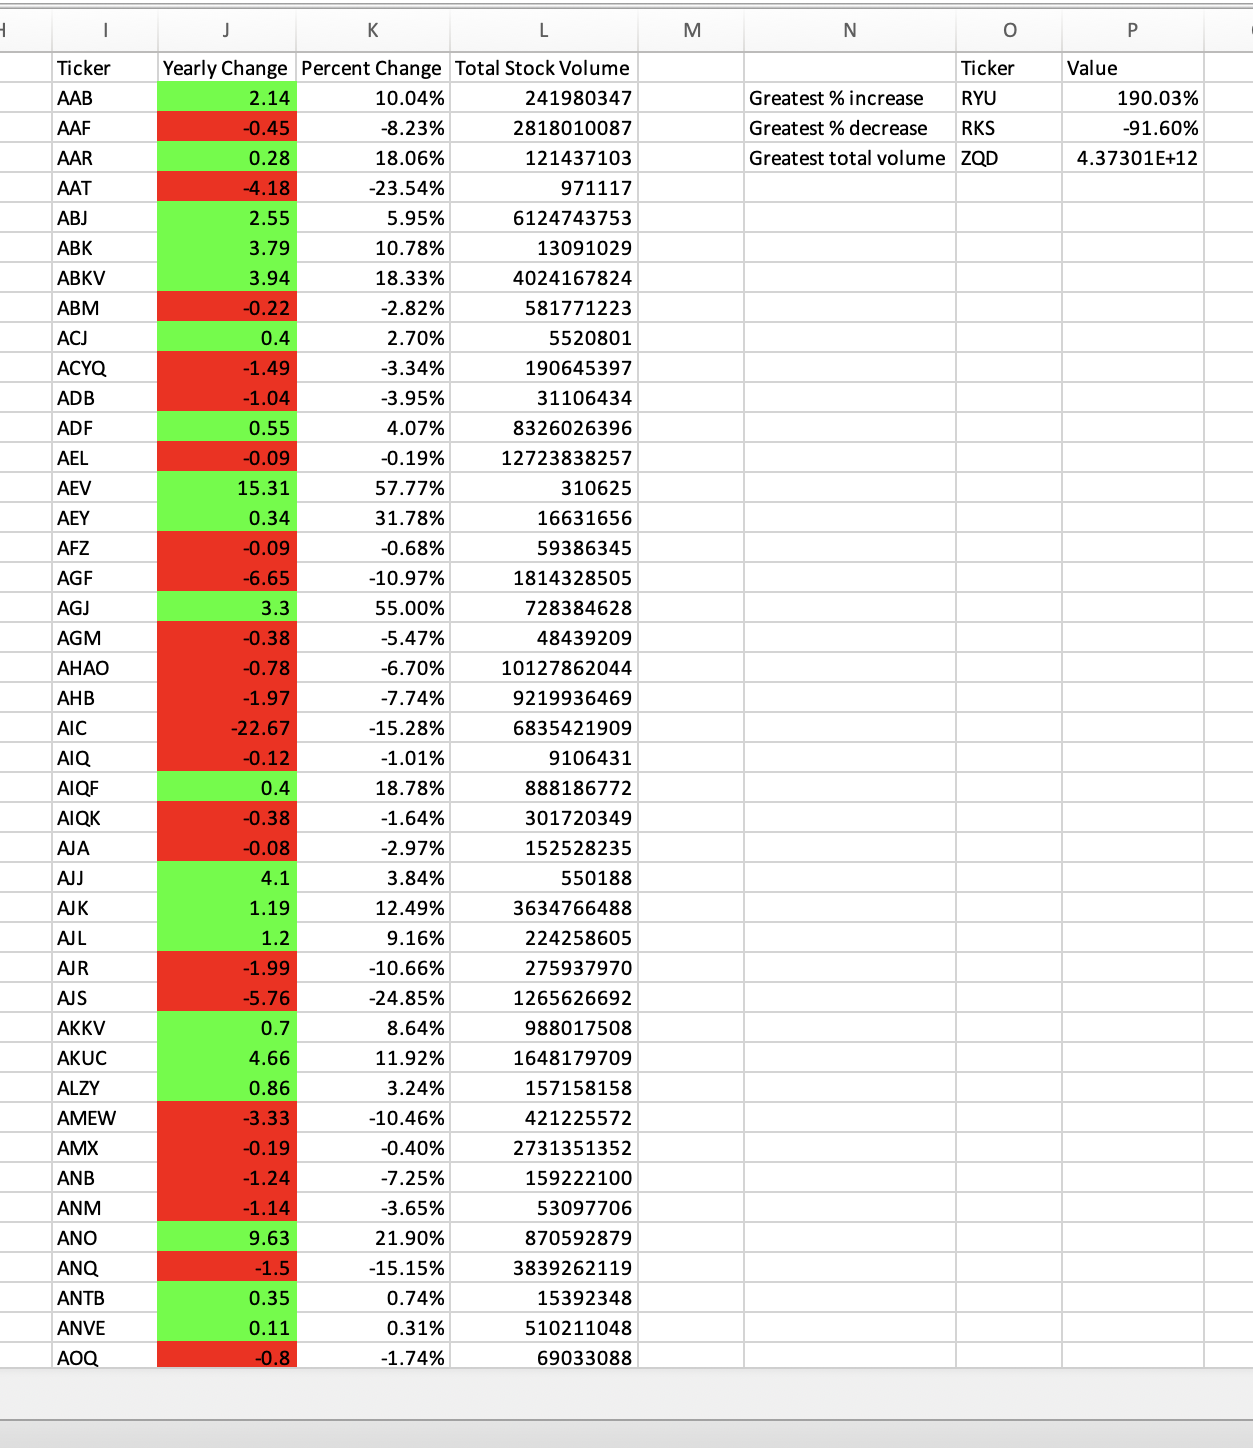 H I J K L M N O P
Ticker Yearly Change Percent Change Total Stock Volume Ticker Value
AAB 2.14 10.04% 241980347 Greatest % increase RYU 190.03%
AAF -0.45 -8.23% 2818010087 Greatest % decrease RKS -91.60%
AAR 0.28 18.06% 121437103 Greatest total volume ZQD 4.37301E+12
AAT -4.18 -23.54% 971117
ABJ 2.55 5.95% 6124743753
ABK 3.79 10.78% 13091029
ABKV 3.94 18.33% 4024167824
ABM -0.22 -2.82% 581771223
ACJ 0.4 2.70% 5520801
ACYQ -1.49 -3.34% 190645397
ADB -1.04 -3.95% 31106434
ADF 0.55 4.07% 8326026396
AEL -0.09 -0.19% 12723838257
AEV 15.31 57.77% 310625
AEY 0.34 31.78% 16631656
AFZ -0.09 -0.68% 59386345
AGF -6.65 -10.97% 1814328505
AGJ 3.3 55.00% 728384628
AGM -0.38 -5.47% 48439209
AHAO -0.78 -6.70% 10127862044
AHB -1.97 -7.74% 9219936469
AIC -22.67 -15.28% 6835421909
AIQ -0.12 -1.01% 9106431
AIQF 0.4 18.78% 888186772
AIQK -0.38 -1.64% 301720349
AJA -0.08 -2.97% 152528235
AJJ 4.1 3.84% 550188
AJK 1.19 12.49% 3634766488
AJL 1.2 9.16% 224258605
AJR -1.99 -10.66% 275937970
AJS -5.76 -24.85% 1265626692
AKKV 0.7 8.64% 988017508
AKUC 4.66 11.92% 1648179709
ALZY 0.86 3.24% 157158158
AMEW -3.33 -10.46% 421225572
AMX -0.19 -0.40% 2731351352
ANB -1.24 -7.25% 159222100
ANM -1.14 -3.65% 53097706
ANO 9.63 21.90% 870592879
ANQ -1.5 -15.15% 3839262119
ANTB 0.35 0.74% 15392348
ANVE 0.11 0.31% 510211048
AOQ -0.8 -1.74% 69033088